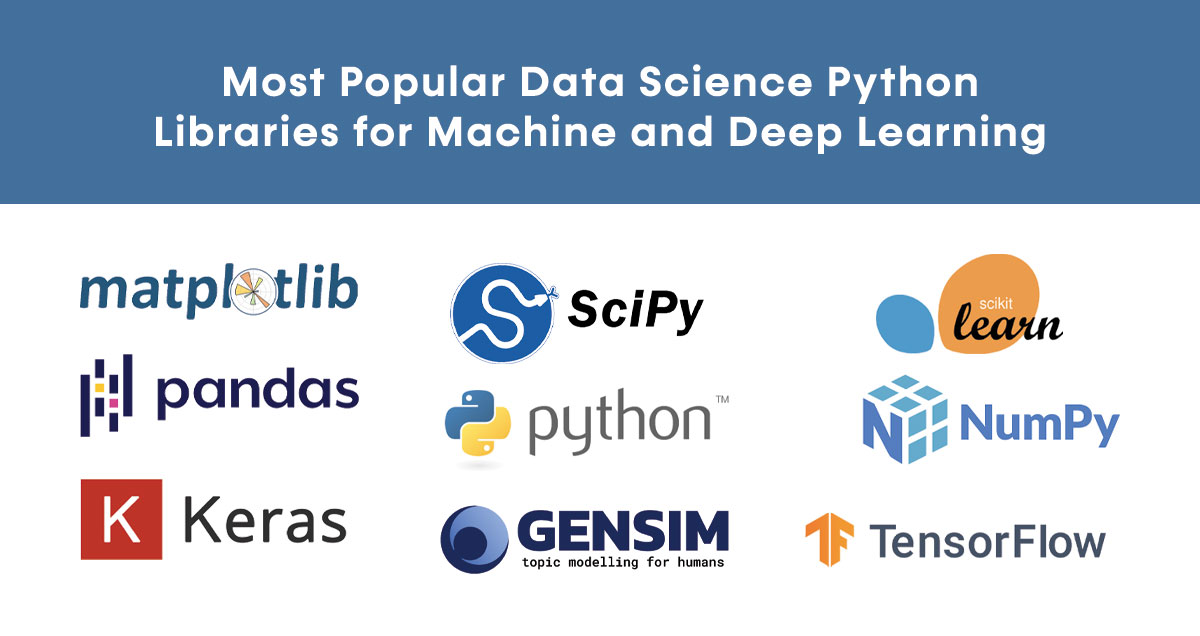 Most Popular Data Science Python
Libraries for Machine and Deep Learning
matplotlib
SciPy
scikit
learn
pandas
python™
N NumPy
K Keras
GENSIM
topic modelling for humans
TF TensorFlow